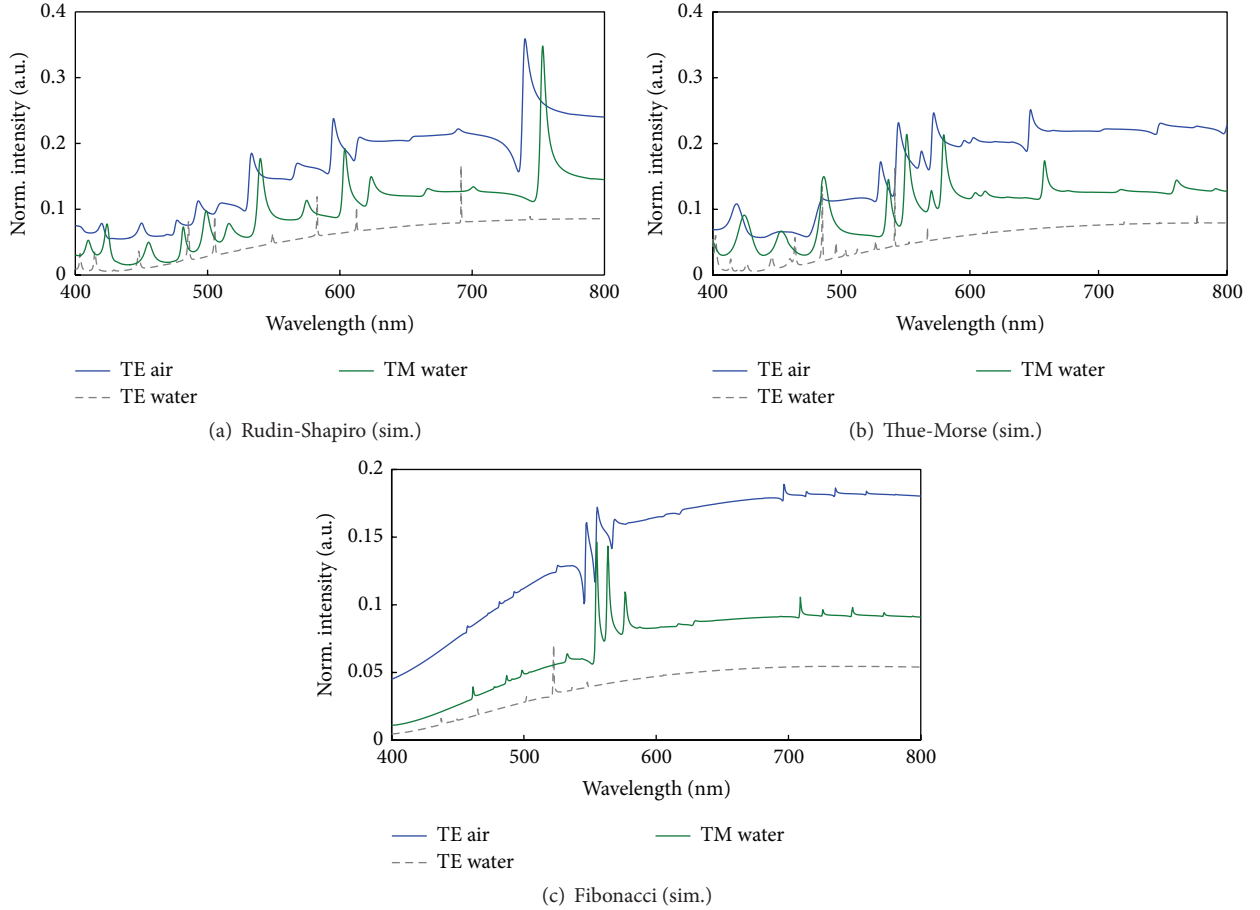 0.4
0.3
0.2
0.1
0
Norm. intensity (a.u.)
400 500 600 700 800
Wavelength (nm)
TE air
TM water
TE water
(a) Rudin-Shapiro (sim.)
0.4
0.3
0.2
0.1
0
Norm. intensity (a.u.)
400 500 600 700 800
Wavelength (nm)
TE air
TM water
TE water
(b) Thue-Morse (sim.)
0.2
0.15
0.1
0.05
0
Norm. intensity (a.u.)
400 500 600 700 800
Wavelength (nm)
TE air
TM water
TE water
(c) Fibonacci (sim.)